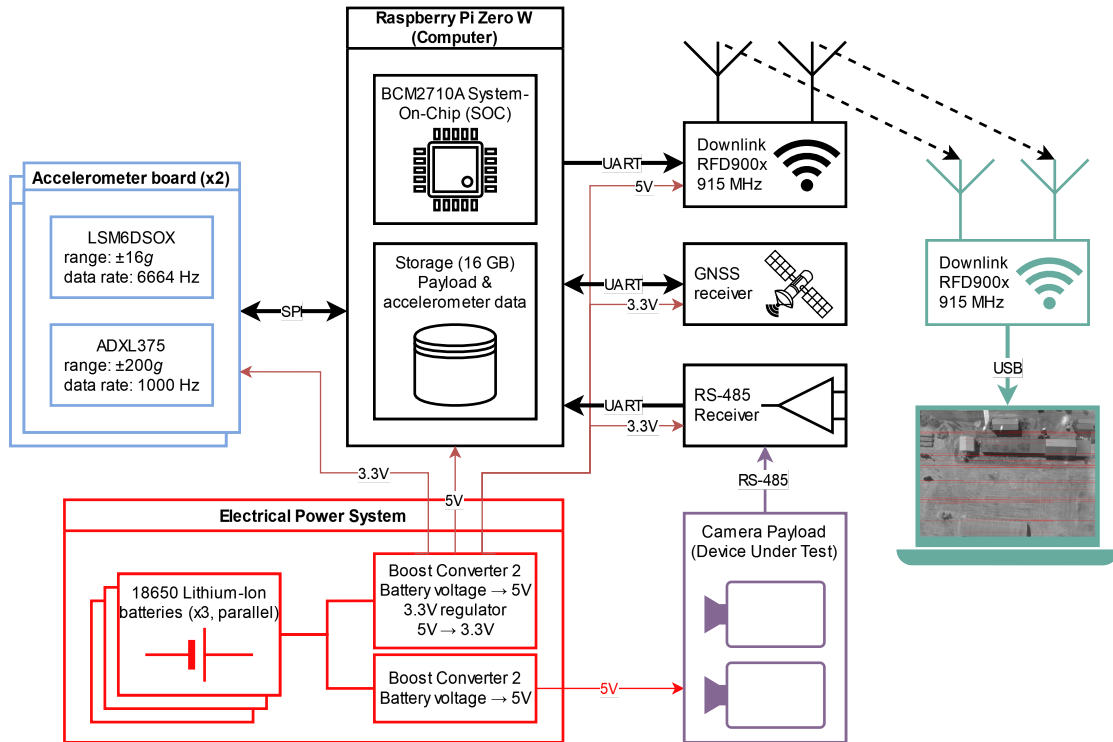 Raspberry Pi Zero W
(Computer)
BCM2710A System-
On-Chip (SOC)
Storage (16 GB)
Payload &
accelerometer data
Accelerometer board (x2)
LSM6DSOX
range: ±16g
data rate: 6664 Hz
ADXL375
range: ±200g
data rate: 1000 Hz
SPI
UART
5V
Downlink
RFD900x
915 MHz
UART
3.3V
GNSS
receiver
UART
3.3V
RS-485
Receiver
Downlink
RFD900x
915 MHz
USB
RS-485
3.3V
5V
Electrical Power System
18650 Lithium-Ion
batteries (x3, parallel)
Boost Converter 2
Battery voltage → 5V
3.3V regulator
5V → 3.3V
Boost Converter 2
Battery voltage → 5V
5V
Camera Payload
(Device Under Test)